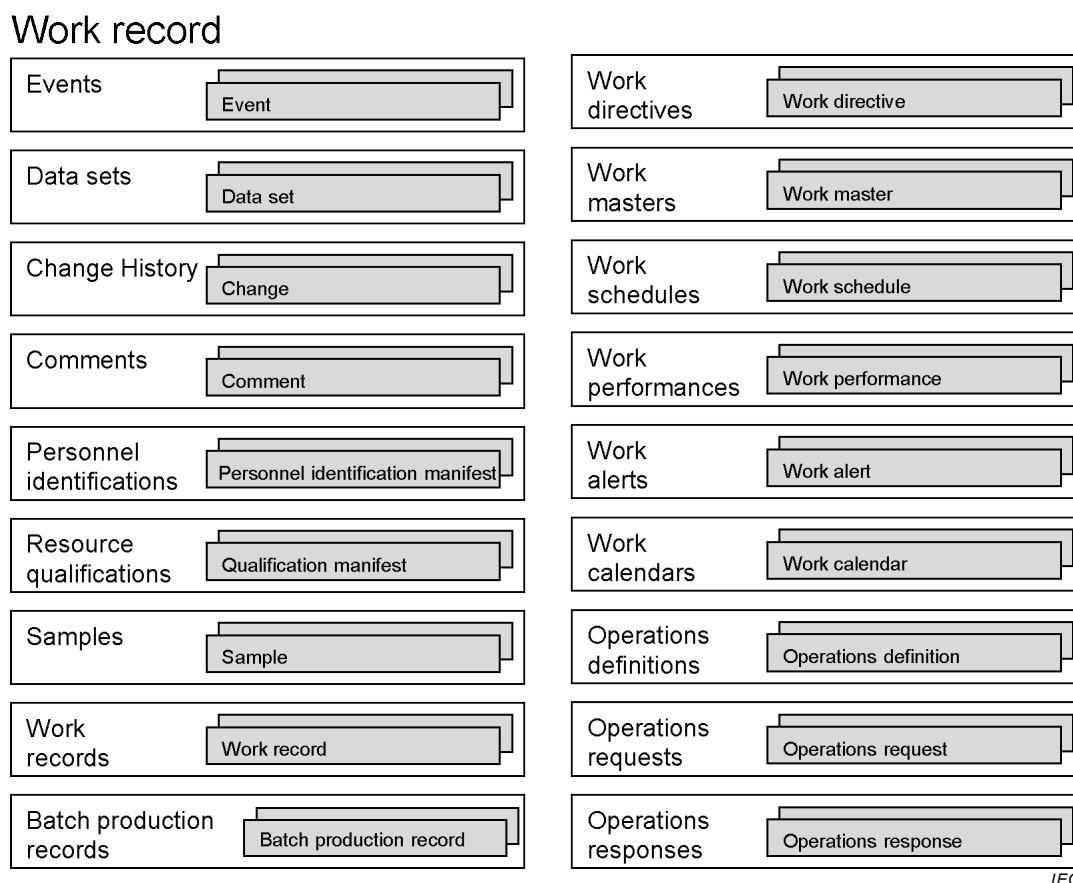 Work record
Events
Event
Data sets
Data set
Change History
Change
Comments
Comment
Personnel
identifications
Personnel identification manifest
Resource
qualifications
Qualification manifest
Samples
Sample
Work
records
Work record
Batch production
records
Batch production record
Work
directives
Work directive
Work
masters
Work master
Work
schedules
Work schedule
Work
performances
Work performance
Work
alerts
Work alert
Work
calendars
Work calendar
Operations
definitions
Operations definition
Operations
requests
Operations request
Operations
responses
Operations response
IEC